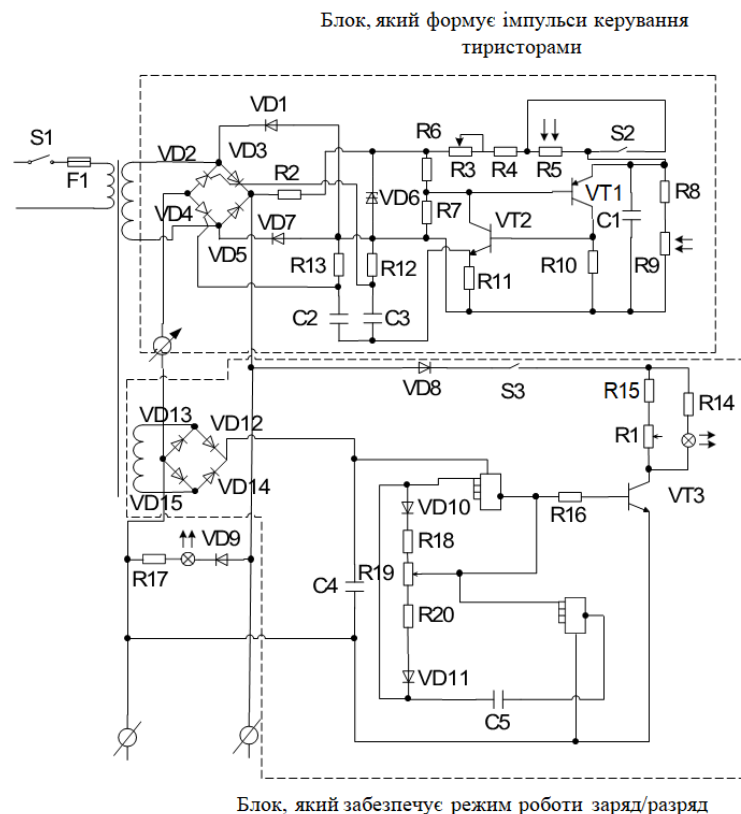 Блок, який формує імпульси керування
тиристорами
S1
F1
VD1
VD2
VD3
VD4
VD5
R2
VD7
VD6
R6
R3
R4
R5
S2
R7
VT2
VT1
C1
R8
R9
R10
R11
R13
R12
C2
C3
VD8
S3
R15
R14
R1
VT3
VD13
VD12
VD15
VD14
VD10
R18
R16
R17
VD9
C4
R19
R20
VD11
C5
Блок, який забезпечує режим роботи заряд/разряд